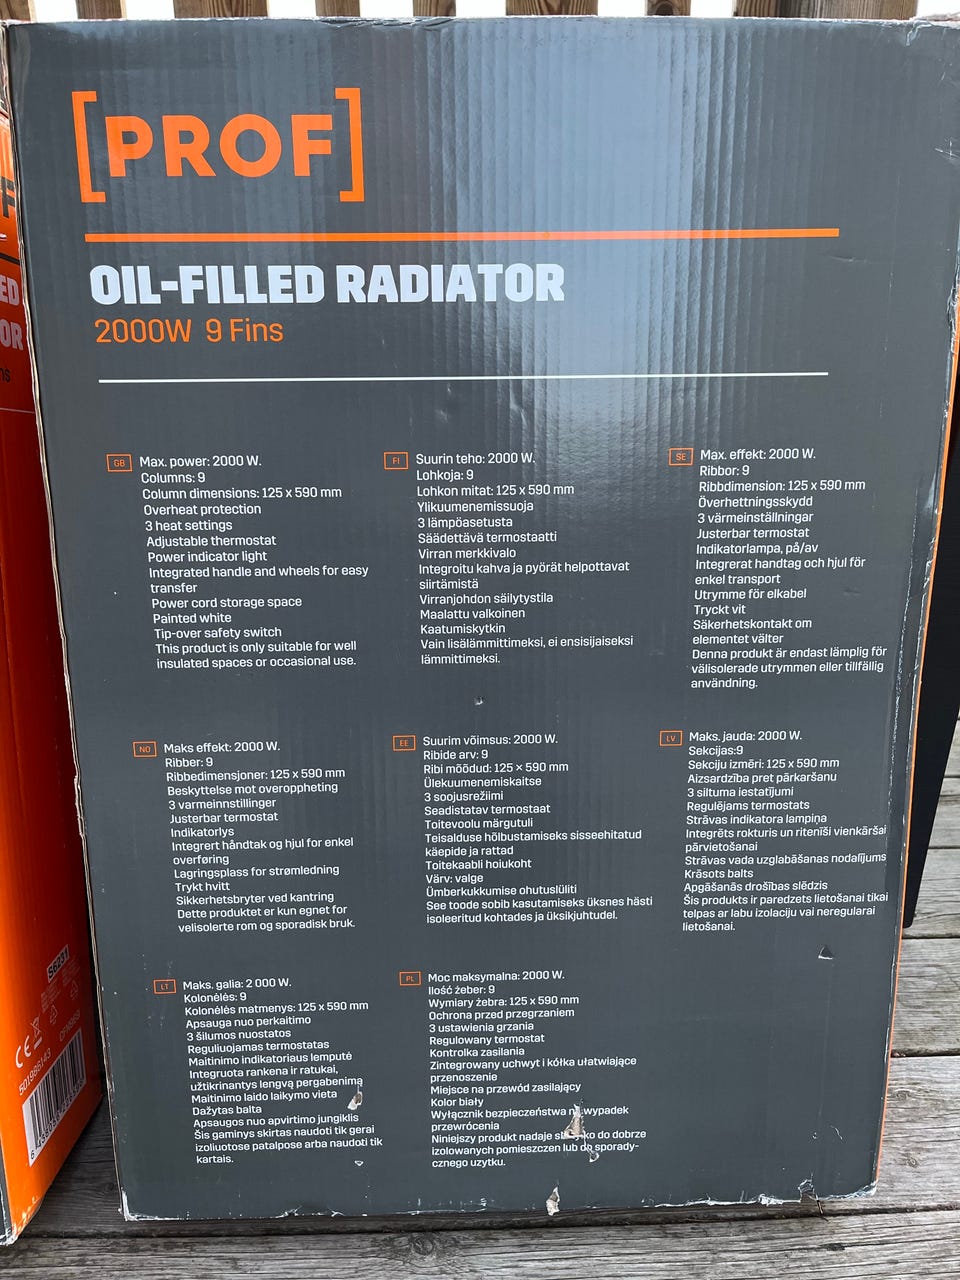 [PROF]
OIL-FILLED RADIATOR
2000W 9 Fins
GB
Max. power: 2000 W.
Columns: 9
Column dimensions: 125 x 590 mm
Overheat protection
3 heat settings
Adjustable thermostat
Power indicator light
Integrated handle and wheels for easy
transfer
Power cord storage space
Painted white
Tip-over safety switch
This product is only suitable for well
insulated spaces or occasional use.
FI
Suurin teho: 2000 W.
Lohkoja: 9
Lohkon mitat: 125 x 590 mm
Ylikuumenemissuoja
3 lämpöasetusta
Säädettävä termostaatti
Virran merkkivalo
Integroitu kahva ja pyörät helpottavat
siirtämistä
Virranjohdon säilytystila
Maalattu valkoinen
Kaatumiskytkin
Vain lisälämmittimeksi, ei ensisijaiseksi
lämmittimeksi.
SE
Max. effekt: 2000 W.
Ribbor: 9
Ribbdimension: 125 x 590 mm
Överhettningsskydd
3 värmeinställningar
Justerbar termostat
Indikatorlampa, på/av
Integrerat handtag och hjul för
enkel transport
Utrymme för elkabel
Tryckt vit
Säkerhetskontakt om
elementet välter
Denna produkt är endast lämplig för
välisolerade utrymmen eller tillfällig
användning.
NO
Maks effekt: 2000 W.
Ribber: 9
Ribbedimensjoner: 125 x 590 mm
Beskyttelse mot overoppheting
3 varmeinnstillinger
Justerbar termostat
Indikatorlys
Integrert håndtak og hjul for enkel
overføring
Lagringsplass for strømledning
Trykt hvitt
Sikkerhetsbryter ved kantring
Dette produktet er kun egnet for
velisolerte rom og sporadisk bruk.
EE
Suurim võimsus: 2000 W.
Ribide arv: 9
Ribi mõõdud: 125 × 590 mm
Ülekuumenemiskaitse
3 soojusrežiimi
Seadistatav termostaat
Toitevoolu märgutuli
Teisalduse hõlbustamiseks sisseehitatud
käepide ja rattad
Toitekaabli hoiukoht
Värv: valge
Ümberkukkumise ohutuslüliti
See toode sobib kasutamiseks üksnes hästi
isoleeritud kohtades ja üksikjuhtudel.
LV
Maks. jauda: 2000 W.
Sekcijas:9
Sekciju izmēri: 125 x 590 mm
Aizsardzība pret pārkaršanu
3 siltuma iestatījumi
Regulējams termostats
Strāvas indikatora lampiņa
Integrēts rokturis un ritenīši vienkāršai
pārvietošanai
Strāvas vada uzglabāšanas nodalījums
Krāsots balts
Apgāšanās drošības slēdzis
Šis produkts ir paredzets lietošanai tikai
telpas ar labu izolaciju vai neregularai
lietošanai.
LT
Maks. galia: 2 000 W.
Kolonėlės: 9
Kolonėlės matmenys: 125 x 590 mm
Apsauga nuo perkaitimo
3 šilumos nuostatos
Reguliuojamas termostatas
Maitinimo indikatoriaus lemputė
Integruota rankena ir ratukai,
užtikrinantys lengvą pergabenimą
Maitinimo laido laikymo vieta
Dažytas balta
Apsaugos nuo apvirtimo jungiklis
Šis gaminys skirtas naudoti tik gerai
izoliuotose patalpose arba naudoti tik
kartais.
PL
Moc maksymalna: 2000 W.
Ilość żeber: 9
Wymiary żebra: 125 x 590 mm
Ochrona przed przegrzaniem
3 ustawienia grzania
Regulowany termostat
Kontrolka zasilania
Zintegrowany uchwyt i kółka ułatwiające
przenoszenie
Miejsce na przewód zasilający
Kolor biały
Wyłącznik bezpieczeństwa na wypadek
przewrócenia
Niniejszy produkt nadaje się do dobrze
izolowanych pomieszczen lub do sporady-
cznego uzytku.
F
ED
OR
ns
S6231
CE
501986143